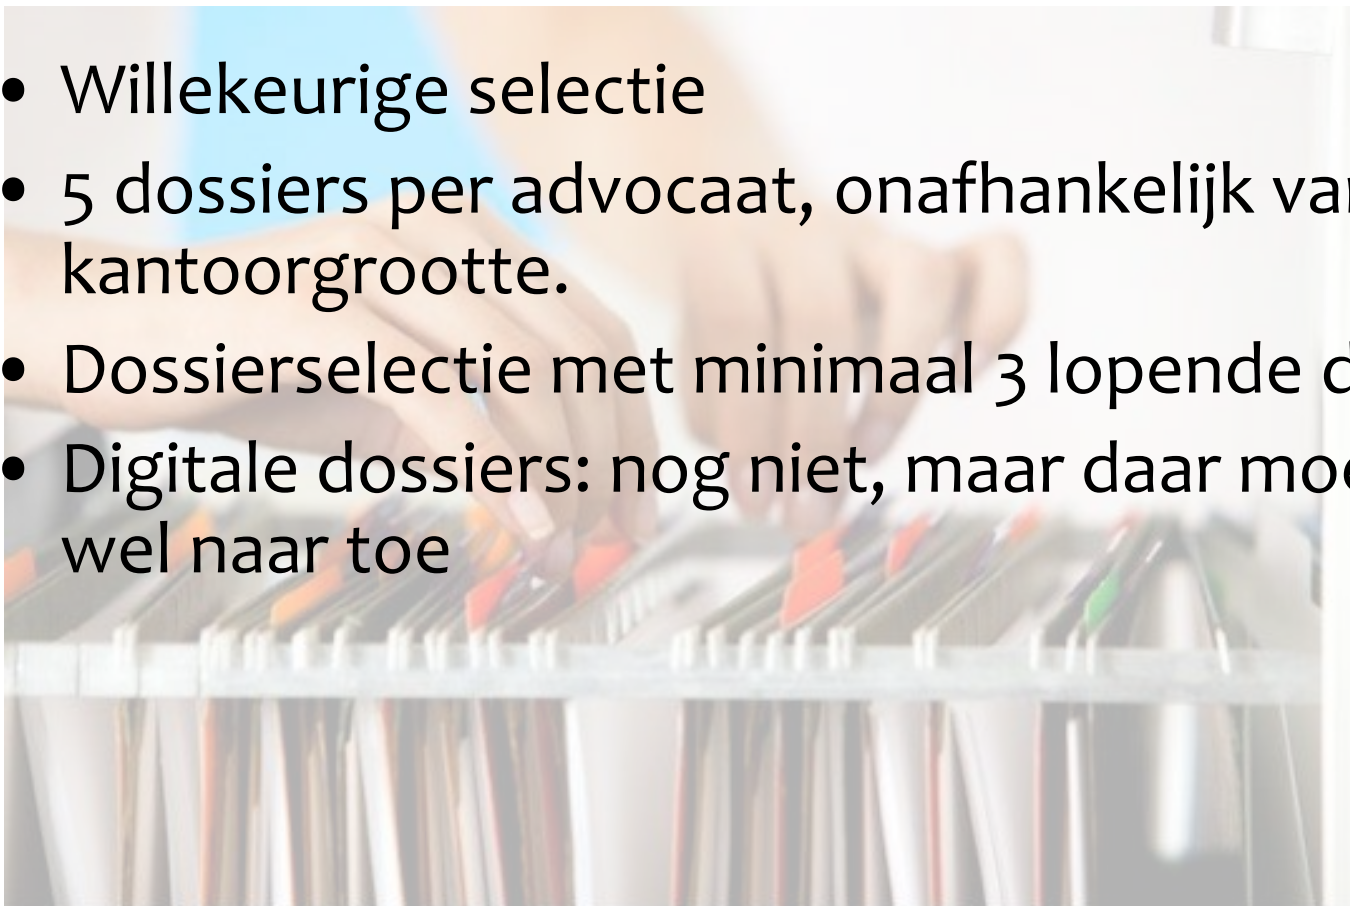 • Willekeurige selectie
• 5 dossiers per advocaat, onafhankelijk
kantoorgrootte.
• Dossierselectie met minimaal 3 lopende
• Digitale dossiers: nog niet, maar daar
wel naar toe